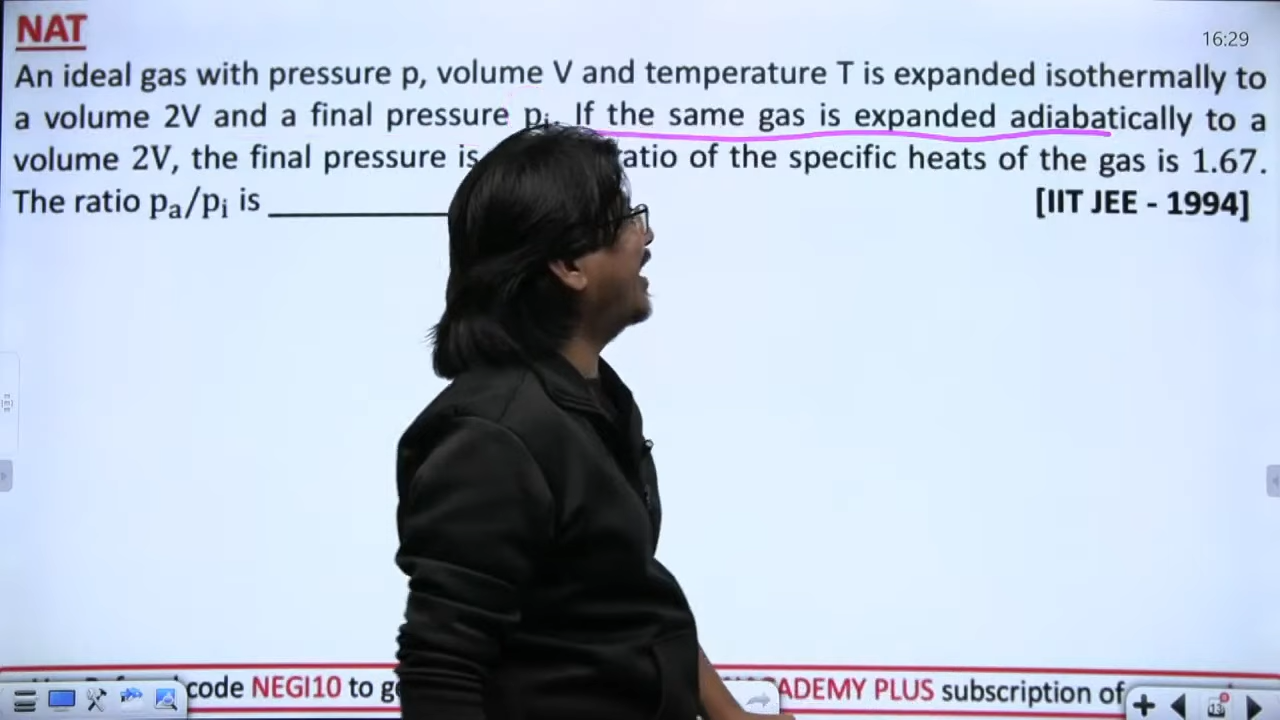 NAT
16:29
An ideal gas with pressure p, volume V and temperature T is expanded isothermally to
a volume 2V and a final pressure pᵢ. If the same gas is expanded adiabatically to a
volume 2V, the final pressure is atio of the specific heats of the gas is 1.67.
The ratio pₐ/pᵢ is __________ [IIT JEE - 1994]
code NEGI10 to g ADEMY PLUS subscription of
13